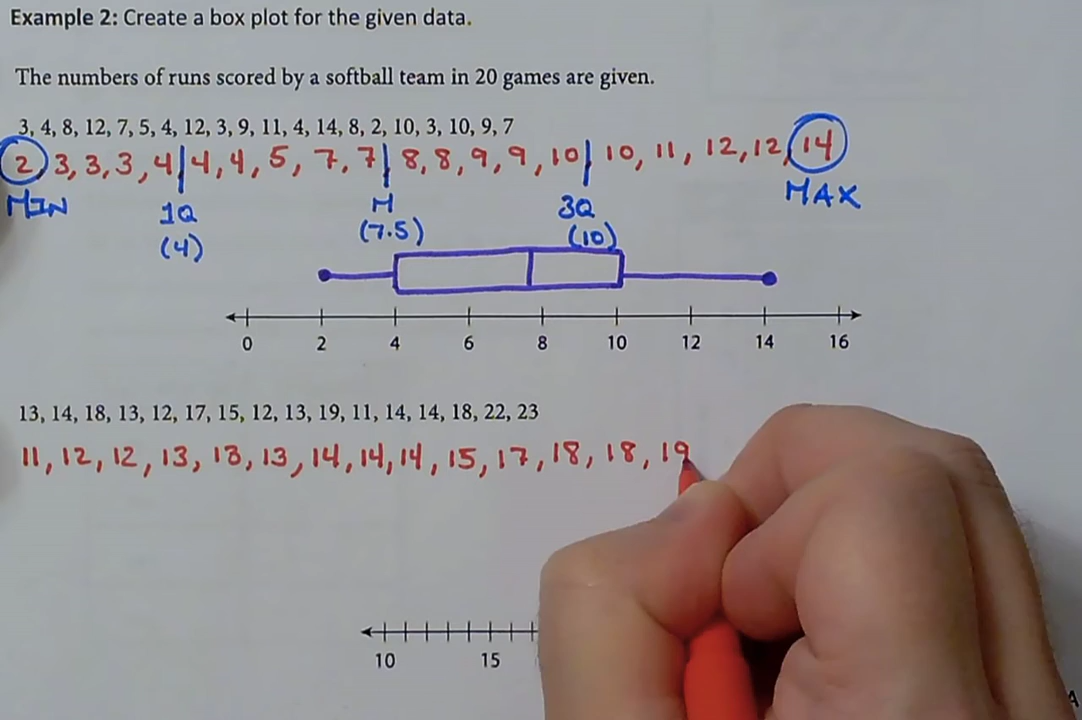 Example 2: Create a box plot for the given data.
The numbers of runs scored by a softball team in 20 games are given.
3, 4, 8, 12, 7, 5, 4, 12, 3, 9, 11, 4, 14, 8, 2, 10, 3, 10, 9, 7
2, 3, 3, 3, 4 | 4, 4, 5, 7, 7 | 8, 8, 9, 9, 10 | 10, 11, 12, 12, 14
MIN 1Q M 3Q MAX
(4) (7.5) (10)
0 2 4 6 8 10 12 14 16
13, 14, 18, 13, 12, 17, 15, 12, 13, 19, 11, 14, 14, 18, 22, 23
11, 12, 12, 13, 13, 13, 14, 14, 14, 15, 17, 18, 18, 19
10 15
A